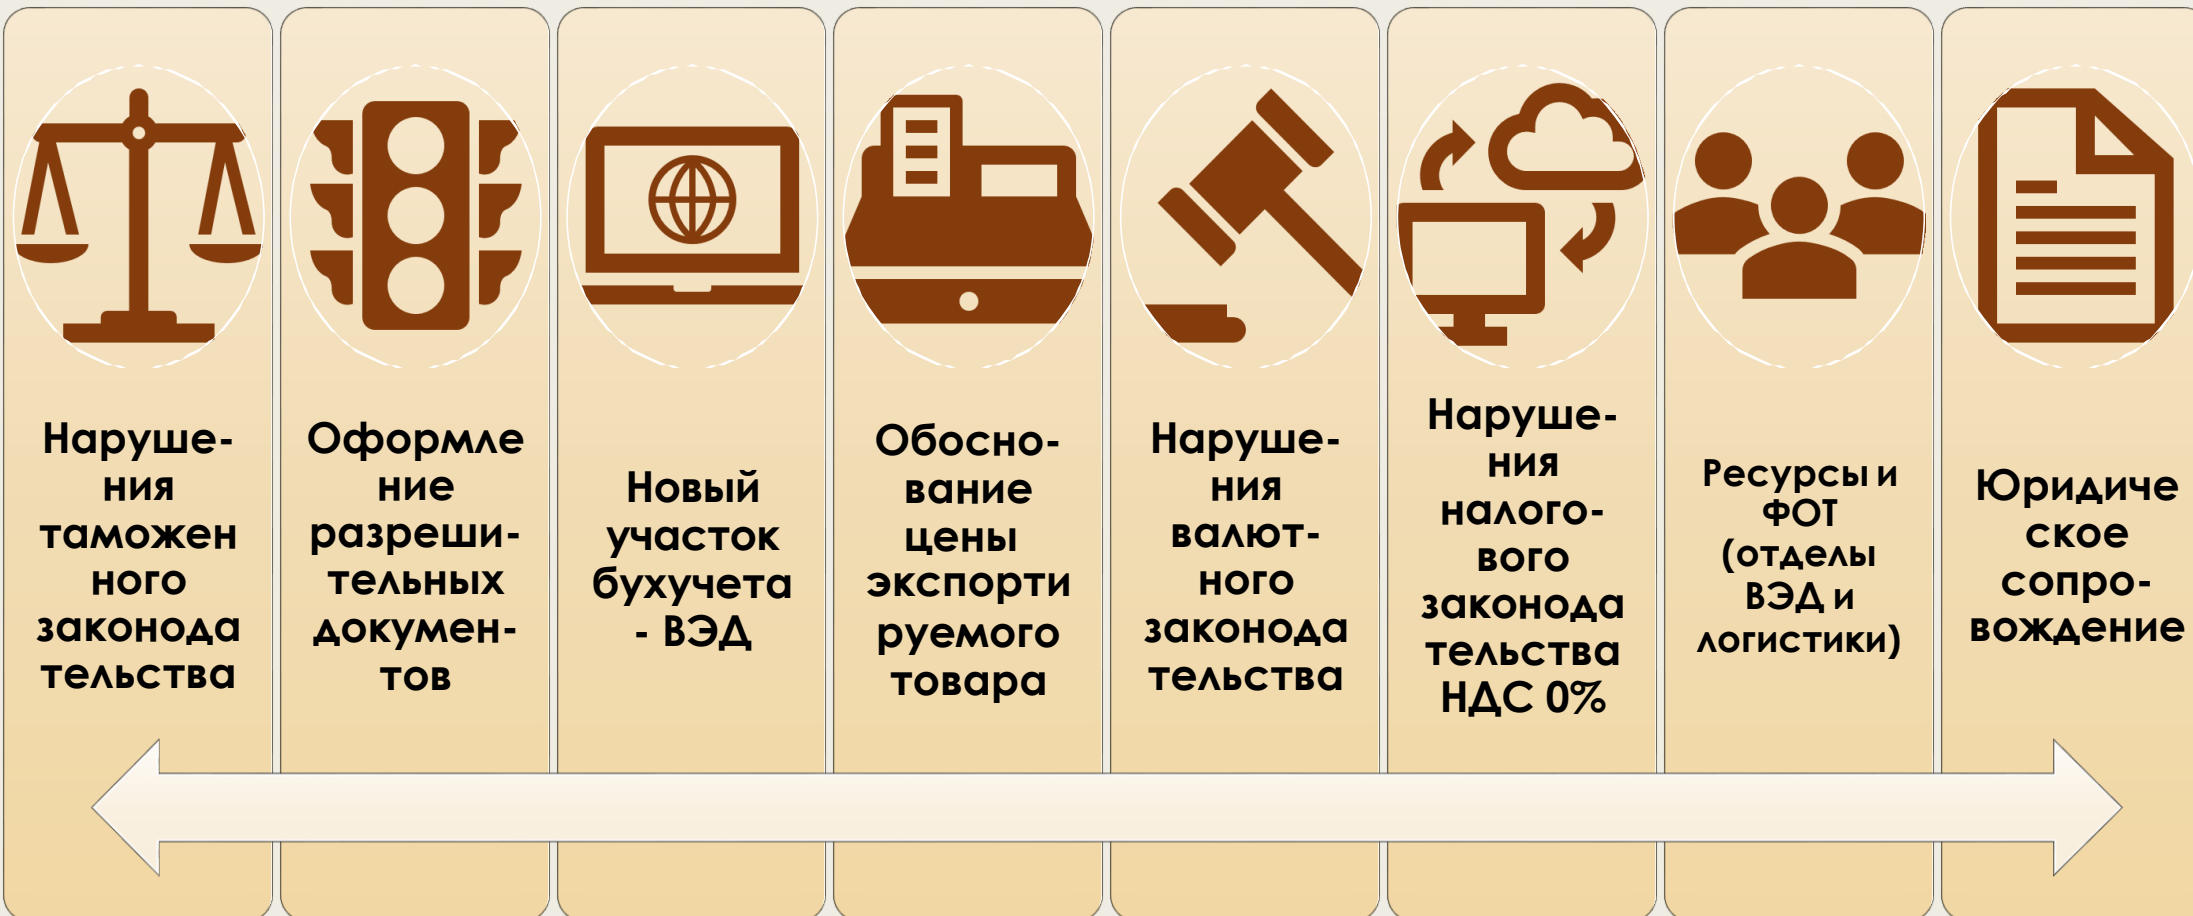 Наруше-
ния
таможен
ного
законода
тельства
Оформле
ние
разреши-
тельных
докумен-
тов
Новый
участок
бухучета
- ВЭД
Обосно-
вание
цены
экспорти
руемого
товара
Наруше-
ния
валют-
ного
законода
тельства
Наруше-
ния
налого-
вого
законода
тельства
НДС 0%
Ресурсы и
ФОТ
(отделы
ВЭД и
логистики)
Юридиче
ское
сопро-
вождение